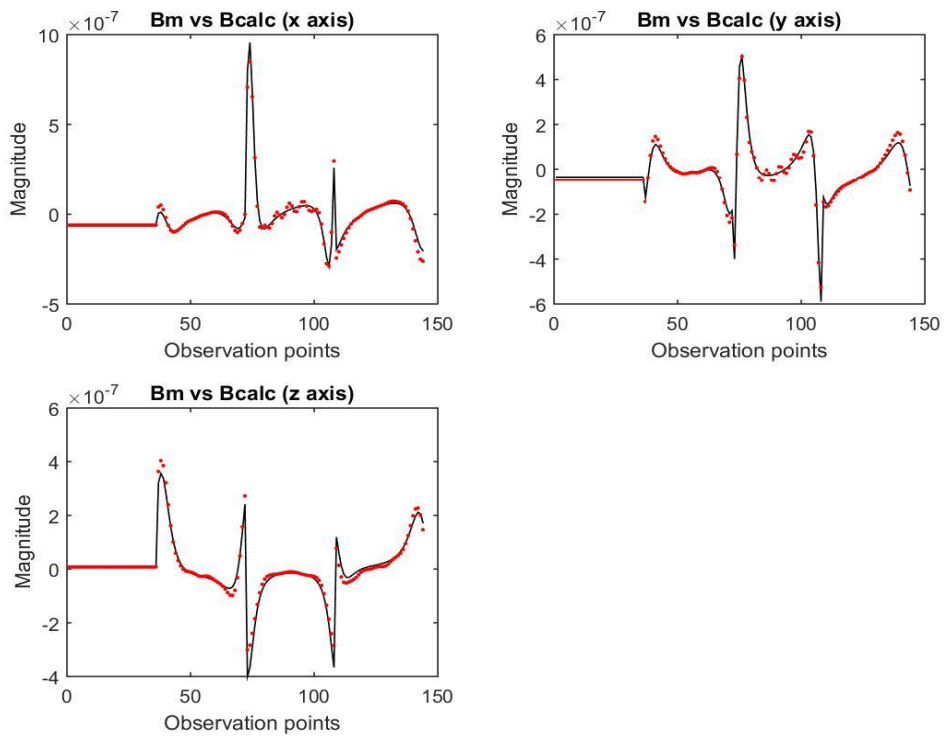 ×10⁻⁷ Bm vs Bcalc (x axis)
10
5
0
-5
Magnitude
0 50 100 150
Observation points
×10⁻⁷ Bm vs Bcalc (y axis)
6
4
2
0
-2
-4
-6
Magnitude
0 50 100 150
Observation points
×10⁻⁷ Bm vs Bcalc (z axis)
6
4
2
0
-2
-4
Magnitude
0 50 100 150
Observation points